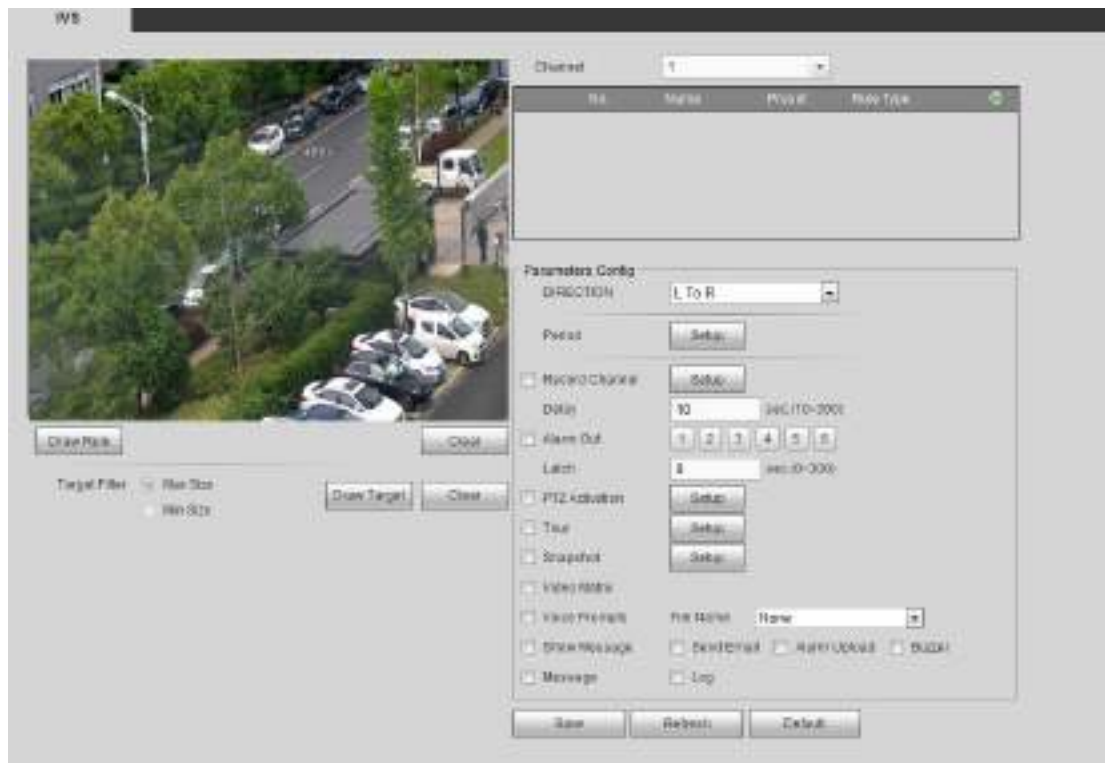 IVS
Channel 1
No. Name Preset Rule Type
Parameters Config
DIRECTION L To R
Period Setup
Record Channel Setup
Delay 10 sec.(10-300)
Alarm Out 1 2 3 4 5 6
Latch sec.(0-300)
PTZ Activation Setup
Tour Setup
Snapshot Setup
Video Matrix
Voice Prompts File Name None
Show Message Send Email Alarm Upload Buzzer
Message Log
Save Refresh Default
Draw Rule Clear
Target Filter Max Size
Min Size
Draw Target Clear